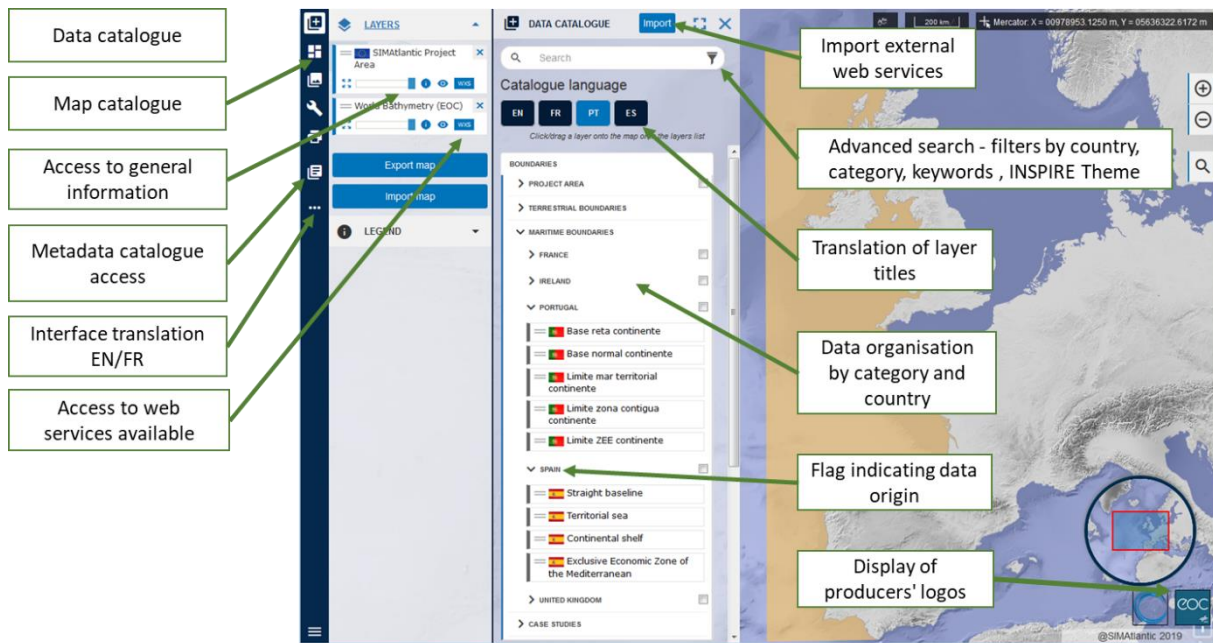 Data catalogue
Map catalogue
Access to general
information
Metadata catalogue
access
Interface translation
EN/FR
Access to web
services available
LAYERS
SIMAtlantic Project
Area
WXS
World Bathymetry (EOC)
WXS
Export map
Import map
LEGEND
DATA CATALOGUE
Import
Search
Catalogue language
EN
FR
PT
ES
Click/drag a layer onto the map or the layers list
BOUNDARIES
PROJECT AREA
TERRESTRIAL BOUNDARIES
MARITIME BOUNDARIES
FRANCE
IRELAND
PORTUGAL
Base reta continente
Base normal continente
Limite mar territorial
continente
Limite zona contigua
continente
Limite ZEE continente
SPAIN
Straight baseline
Territorial sea
Continental shelf
Exclusive Economic Zone of
the Mediterranean
UNITED KINGDOM
CASE STUDIES
200 km
Mercator: X = 00978953.1250 m, Y = 05636322.6172 m
Import external
web services
Advanced search - filters by country,
category, keywords , INSPIRE Theme
Translation of layer
titles
Data organisation
by category and
country
Flag indicating data
origin
Display of
producers' logos
eoc
@SIMAtlantic 2019